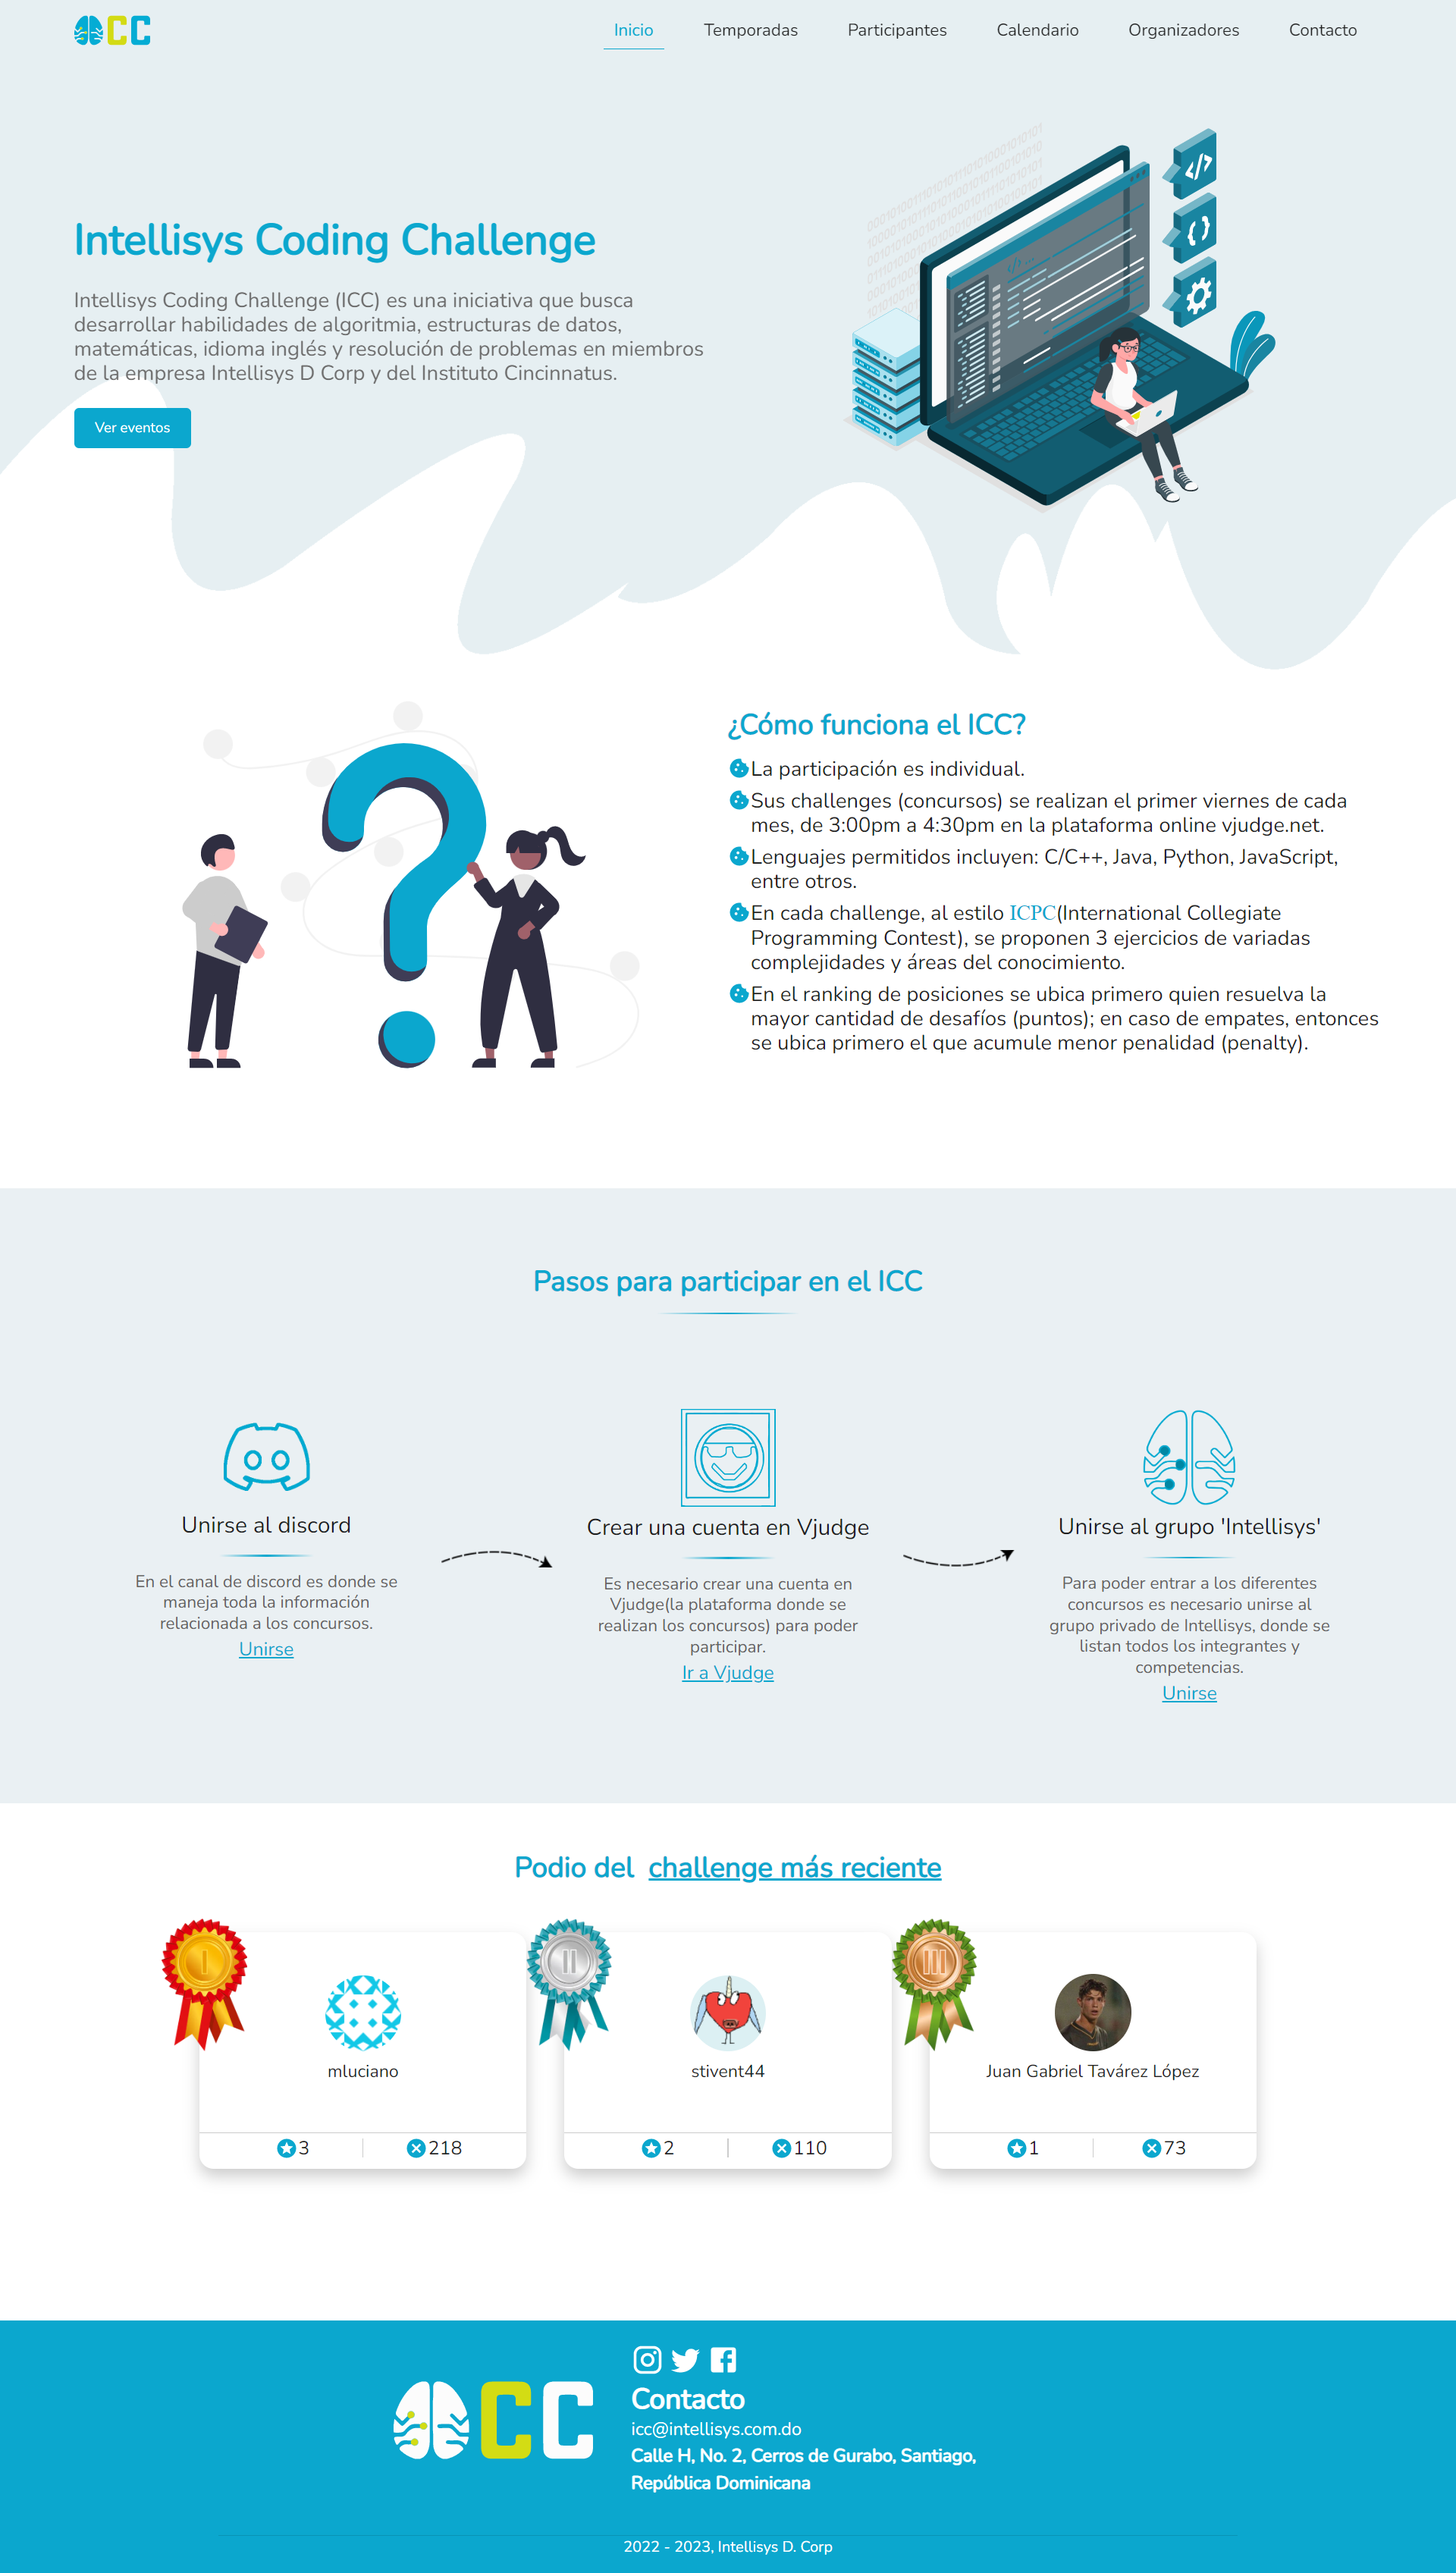 CC
Inicio
Temporadas
Participantes
Calendario
Organizadores
Contacto
Intellisys Coding Challenge
Intellisys Coding Challenge (ICC) es una iniciativa que busca
desarrollar habilidades de algoritmia, estructuras de datos,
matemáticas, idioma inglés y resolución de problemas en miembros
de la empresa Intellisys D Corp y del Instituto Cincinnatus.
Ver eventos
¿Cómo funciona el ICC?
La participación es individual.
Sus challenges (concursos) se realizan el primer viernes de cada
mes, de 3:00pm a 4:30pm en la plataforma online vjudge.net.
Lenguajes permitidos incluyen: C/C++, Java, Python, JavaScript,
entre otros.
En cada challenge, al estilo ICPC(International Collegiate
Programming Contest), se proponen 3 ejercicios de variadas
complejidades y áreas del conocimiento.
En el ranking de posiciones se ubica primero quien resuelva la
mayor cantidad de desafíos (puntos); en caso de empates, entonces
se ubica primero el que acumule menor penalidad (penalty).
Pasos para participar en el ICC
Unirse al discord
En el canal de discord es donde se
maneja toda la información
relacionada a los concursos.
Unirse
Crear una cuenta en Vjudge
Es necesario crear una cuenta en
Vjudge(la plataforma donde se
realizan los concursos) para poder
participar.
Ir a Vjudge
Unirse al grupo 'Intellisys'
Para poder entrar a los diferentes
concursos es necesario unirse al
grupo privado de Intellisys, donde se
listan todos los integrantes y
competencias.
Unirse
Podio del challenge más reciente
I
mluciano
3
218
II
stivent44
2
110
III
Juan Gabriel Tavárez López
1
73
CC
Contacto
icc@intellisys.com.do
Calle H, No. 2, Cerros de Gurabo, Santiago,
República Dominicana
2022 - 2023, Intellisys D. Corp